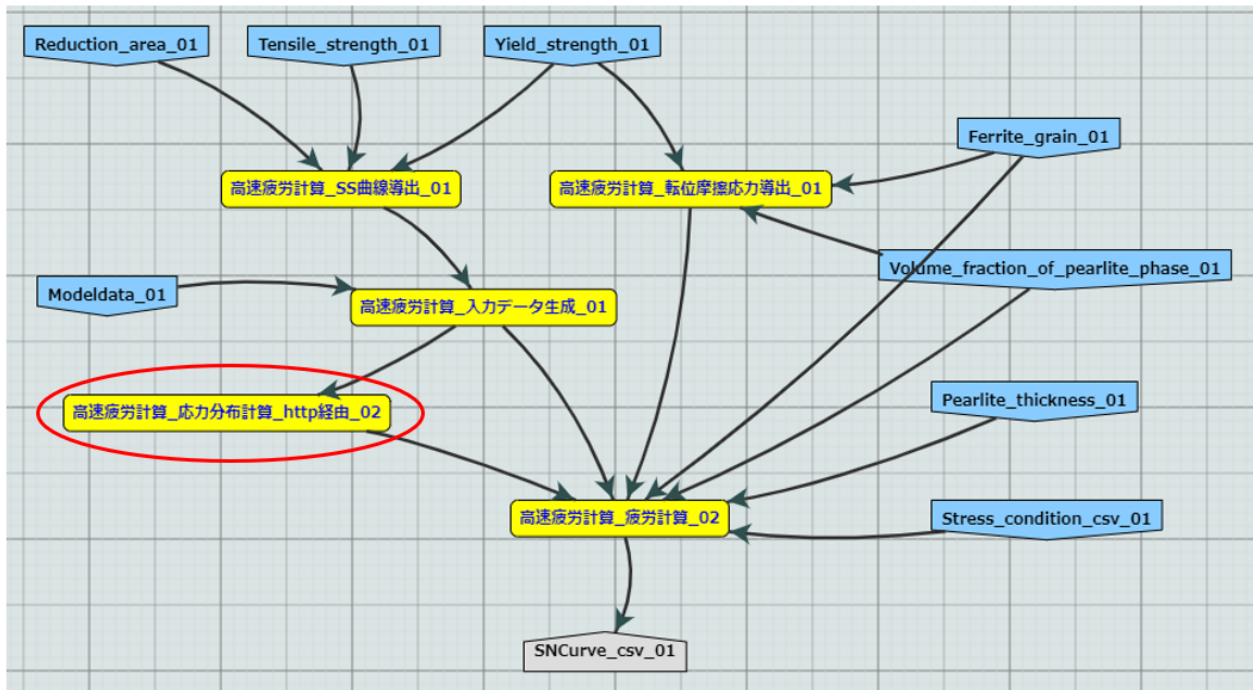 Reduction_area_01
Tensile_strength_01
Yield_strength_01
Ferrite_grain_01
高速疲労計算_SS曲線導出_01
高速疲労計算_転位摩擦応力導出_01
Volume_fraction_of_pearlite_phase_01
Modeldata_01
高速疲労計算_入力データ生成_01
Pearlite_thickness_01
高速疲労計算_応力分布計算_http経由_02
高速疲労計算_疲労計算_02
Stress_condition_csv_01
SNCurve_csv_01